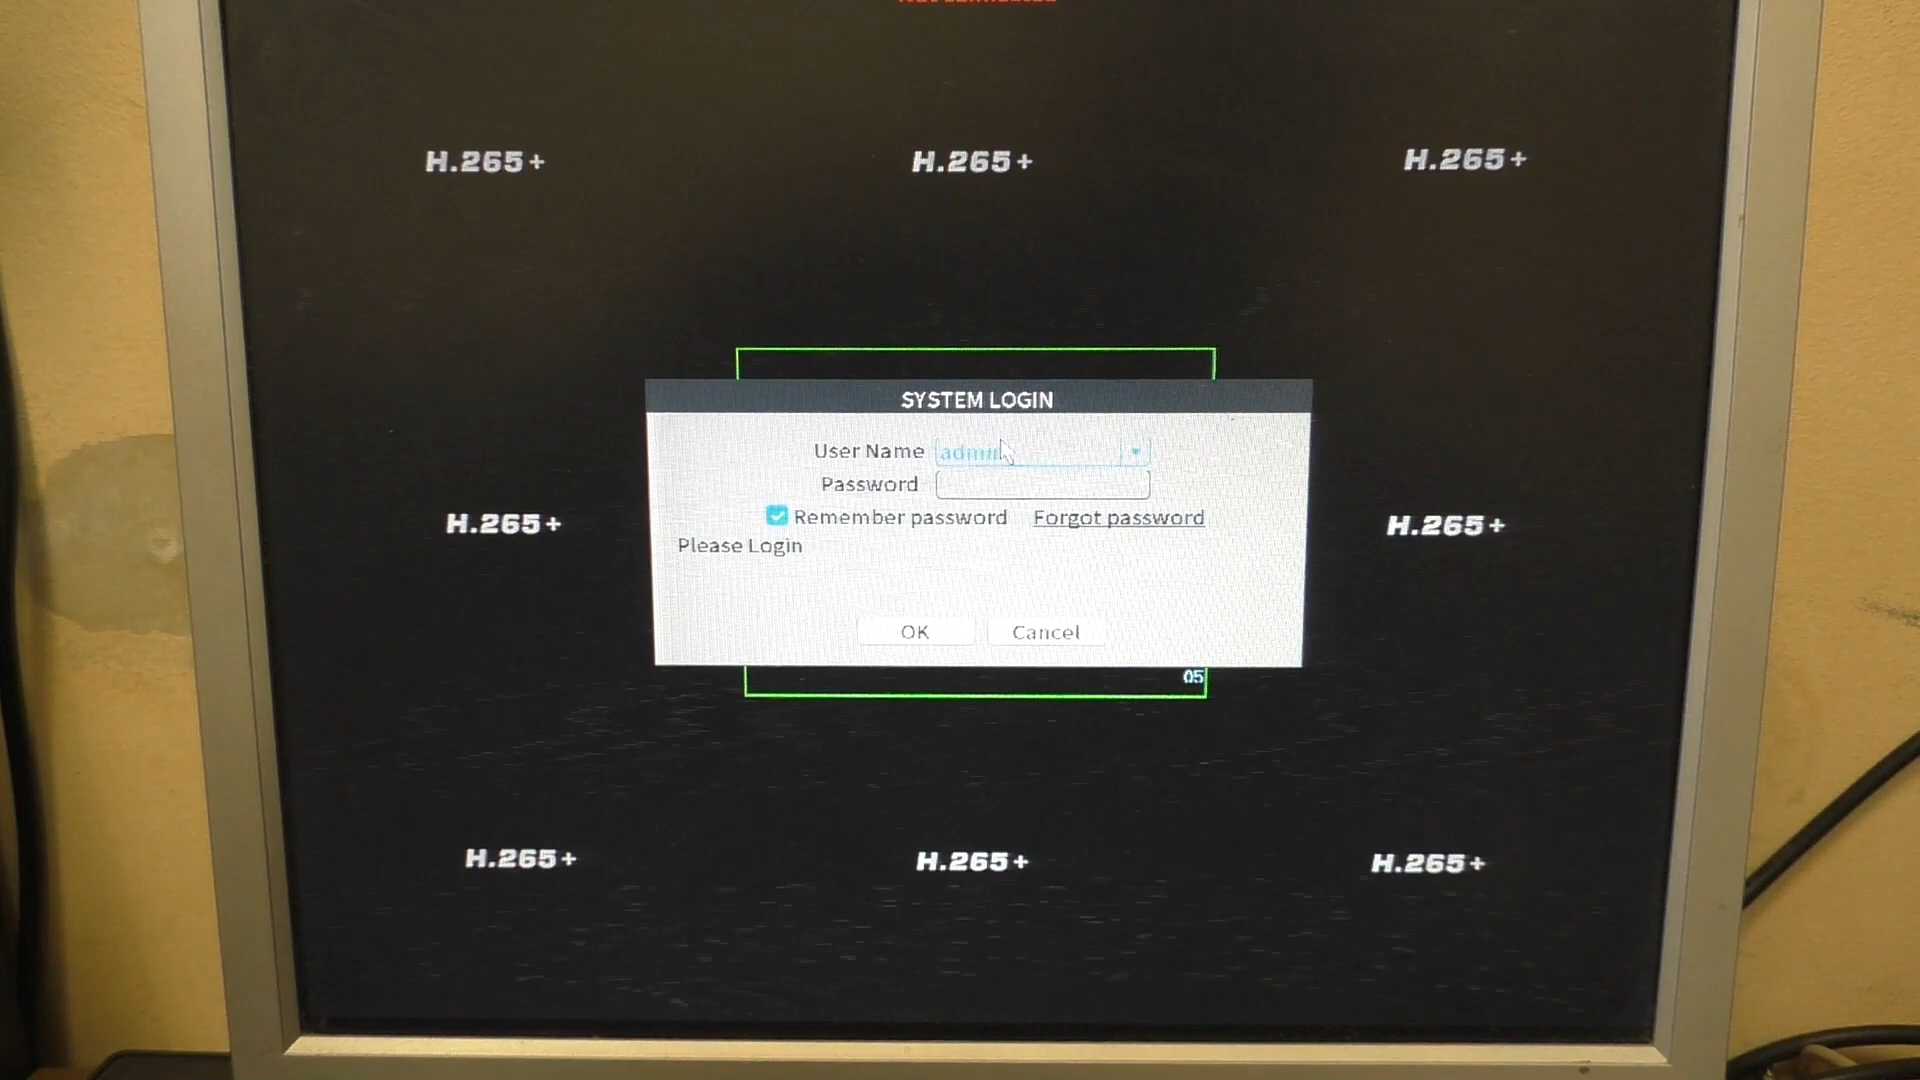 H.265+ H.265+ H.265+
SYSTEM LOGIN
User Name admin
Password
Remember password Forgot password
Please Login
H.265+ H.265+
OK Cancel
05
H.265+ H.265+ H.265+